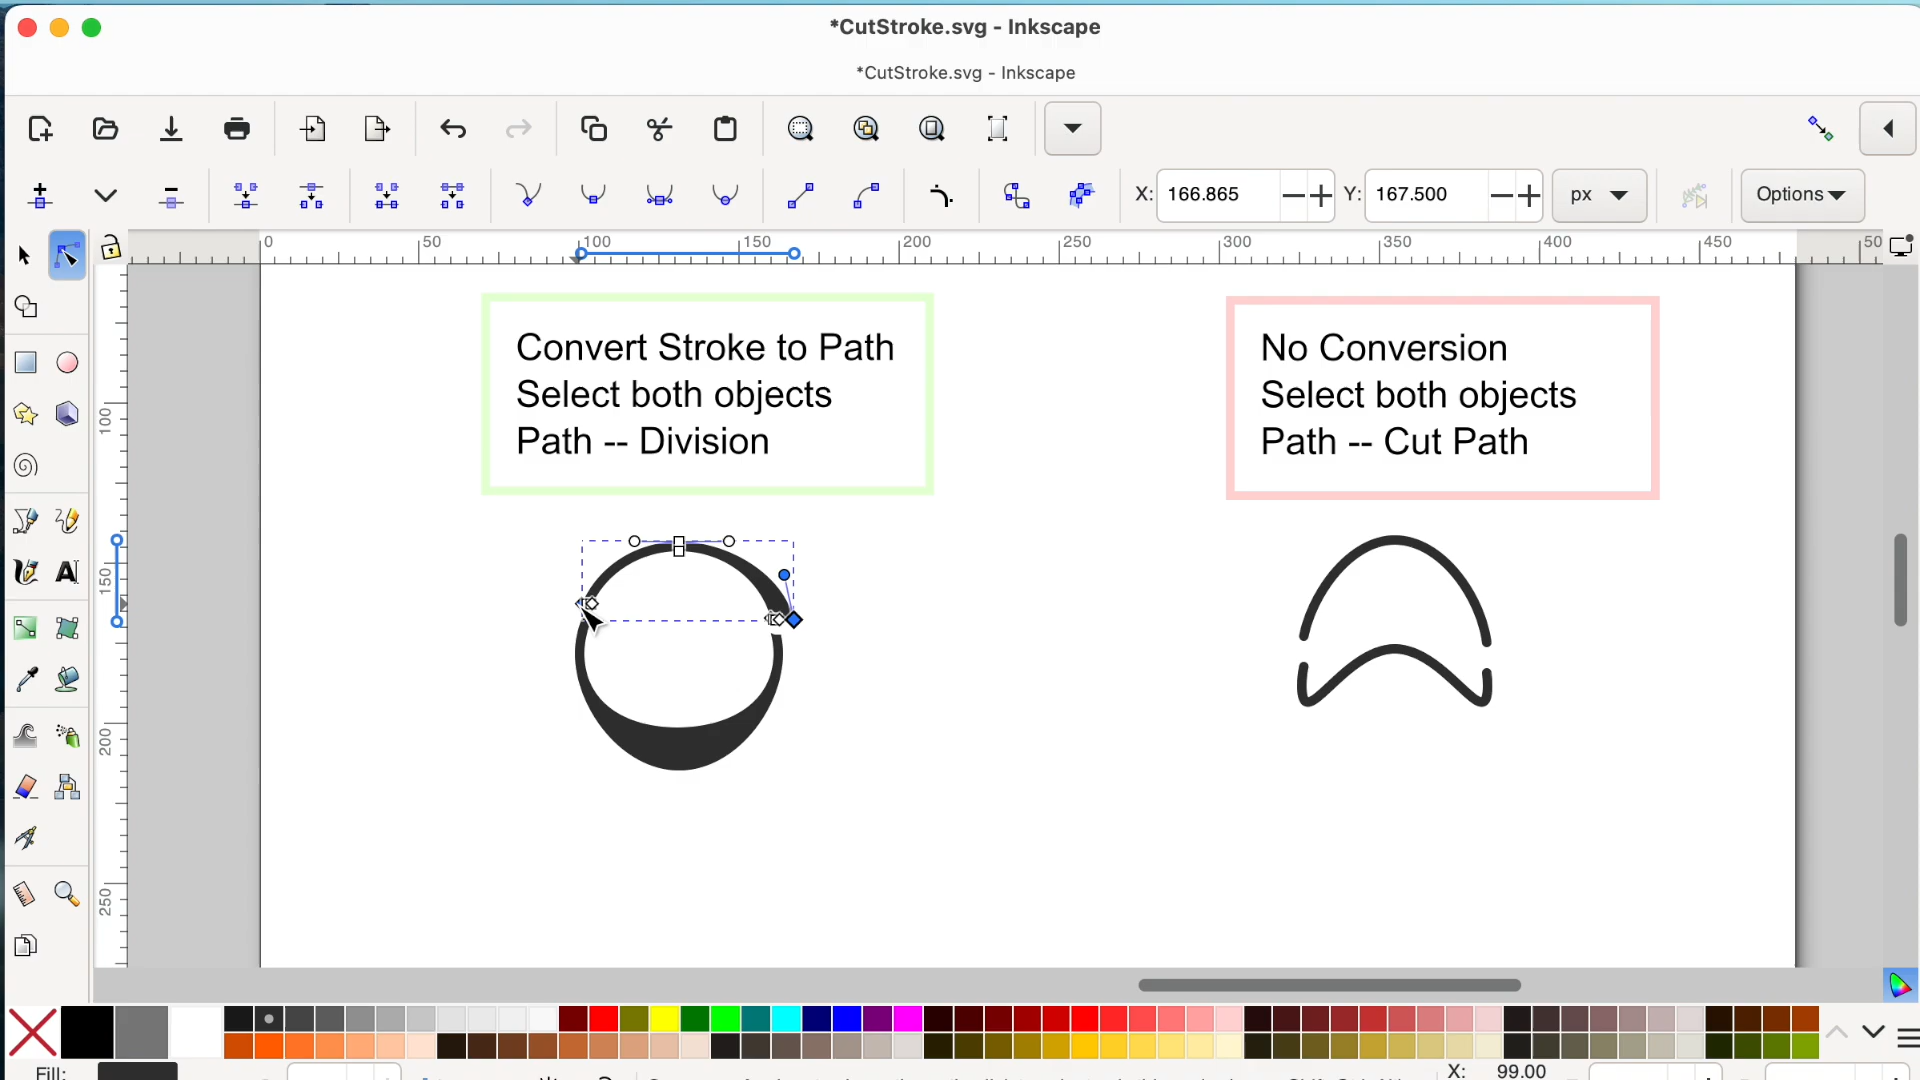 *CutStroke.svg - Inkscape
*CutStroke.svg - Inkscape
X: 166.865 Y: 167.500 px Options
0 50 100 150 200 250 300 350 400 450 50
100
150
200
250
Convert Stroke to Path
Select both objects
Path -- Division
No Conversion
Select both objects
Path -- Cut Path
Fill:
X: 99.00